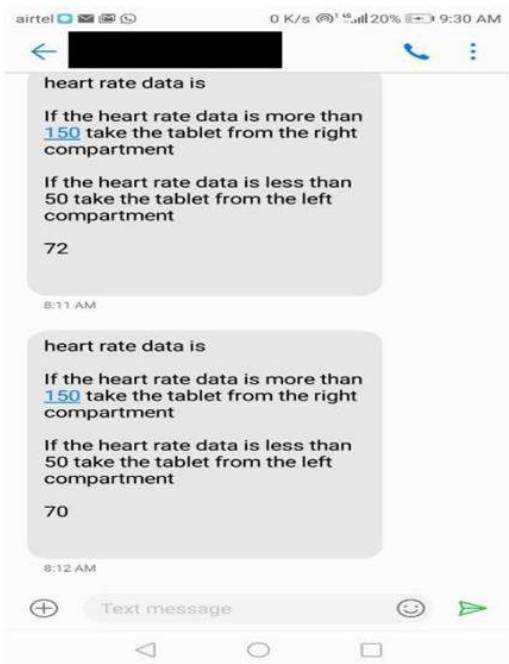 airtel 0 K/s 20% 9:30 AM
heart rate data is
If the heart rate data is more than
150 take the tablet from the right
compartment
If the heart rate data is less than
50 take the tablet from the left
compartment
72
8:11 AM
heart rate data is
If the heart rate data is more than
150 take the tablet from the right
compartment
If the heart rate data is less than
50 take the tablet from the left
compartment
70
8:12 AM
Text message